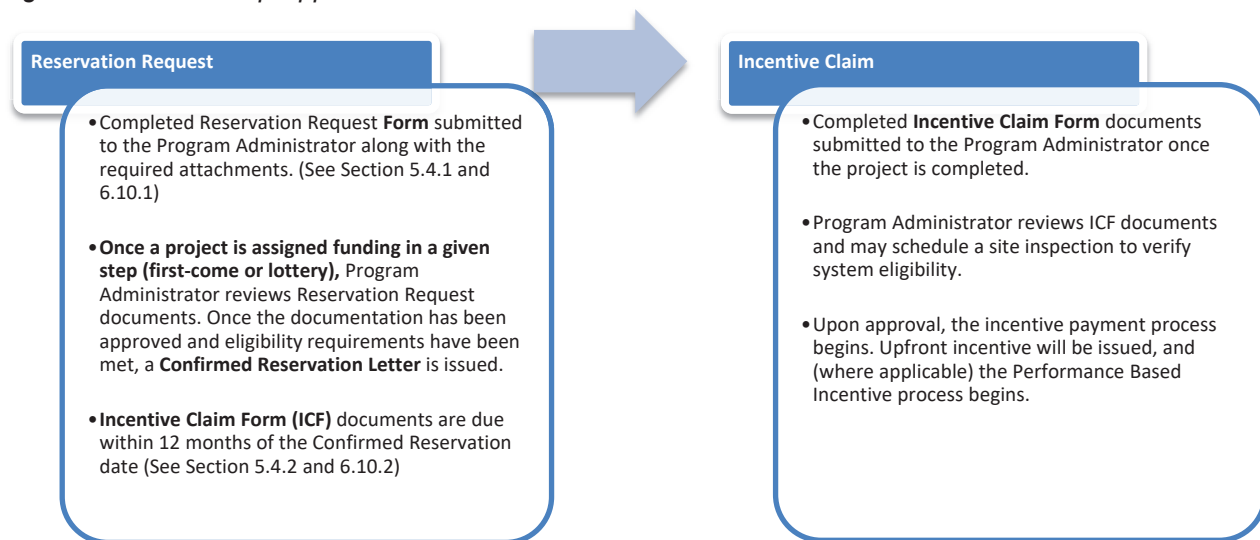 Reservation Request
•Completed Reservation Request Form submitted
to the Program Administrator along with the
required attachments. (See Section 5.4.1 and
6.10.1)
•Once a project is assigned funding in a given
step (first-come or lottery), Program
Administrator reviews Reservation Request
documents. Once the documentation has been
approved and eligibility requirements have been
met, a Confirmed Reservation Letter is issued.
•Incentive Claim Form (ICF) documents are due
within 12 months of the Confirmed Reservation
date (See Section 5.4.2 and 6.10.2)
Incentive Claim
•Completed Incentive Claim Form documents
submitted to the Program Administrator once
the project is completed.
•Program Administrator reviews ICF documents
and may schedule a site inspection to verify
system eligibility.
•Upon approval, the incentive payment process
begins. Upfront incentive will be issued, and
(where applicable) the Performance Based
Incentive process begins.